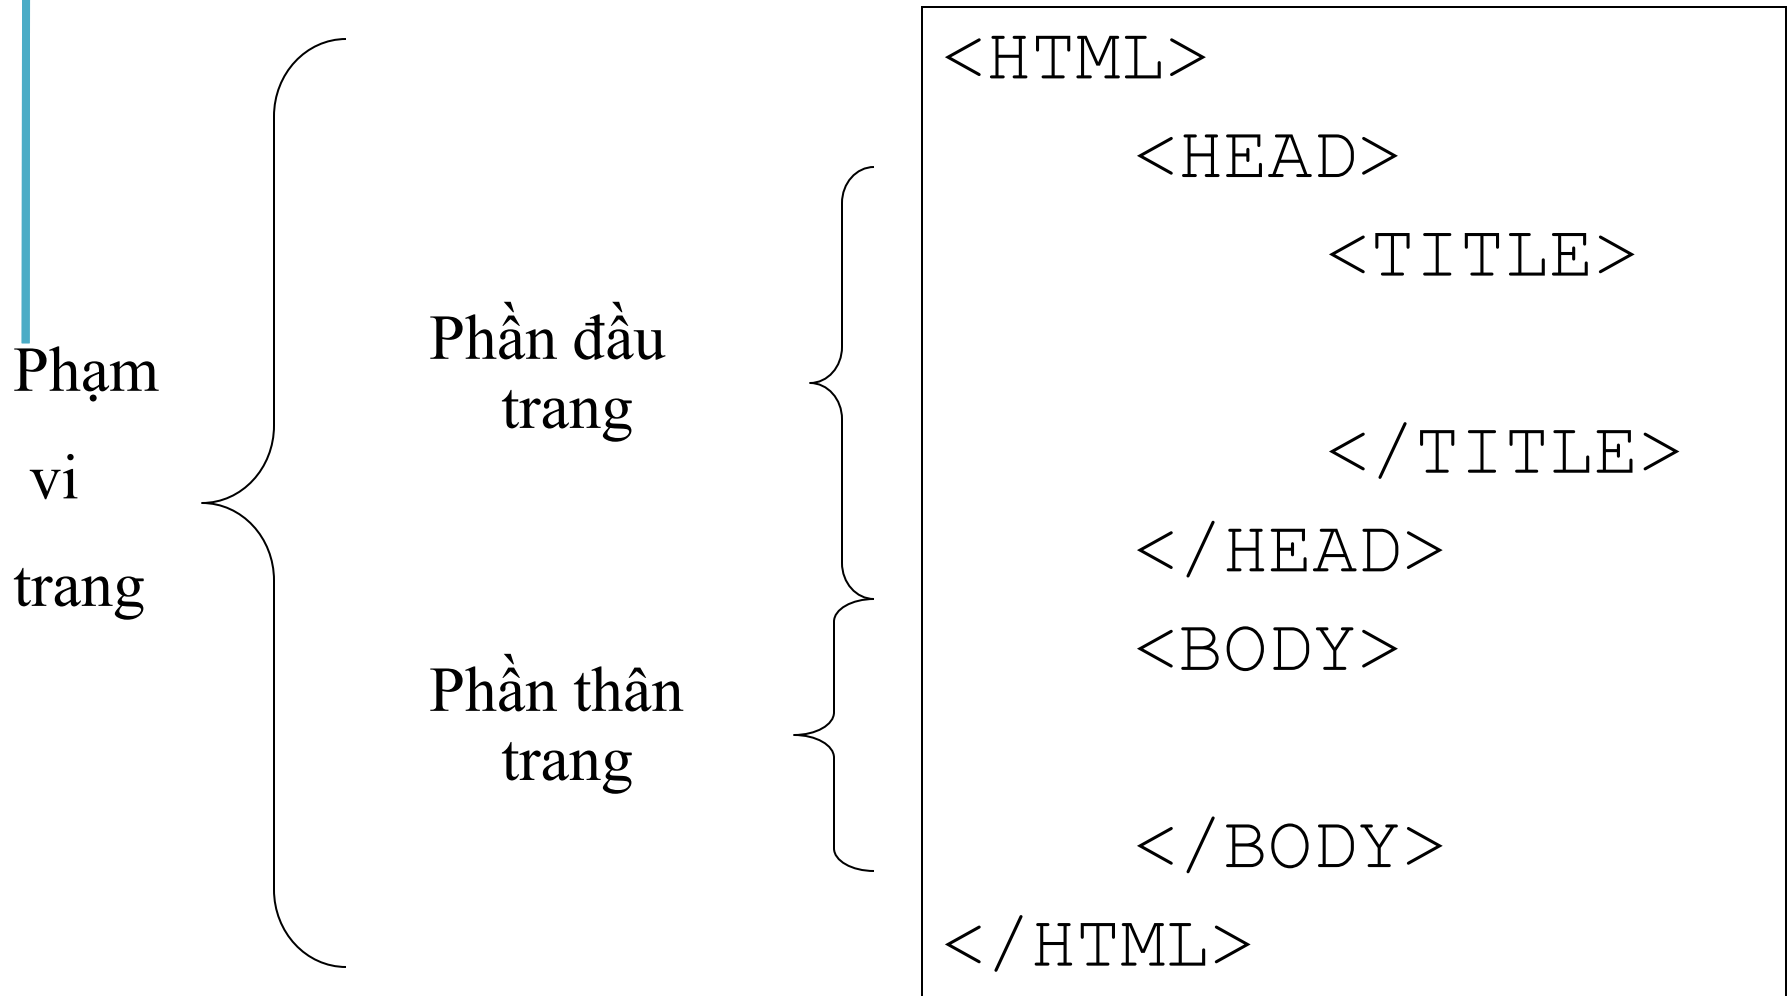 Phạm
vi
trang
Phần đầu
trang
Phần thân
trang
<HTML>
<HEAD>
<TITLE>
</TITLE>
</HEAD>
<BODY>
</BODY>
</HTML>